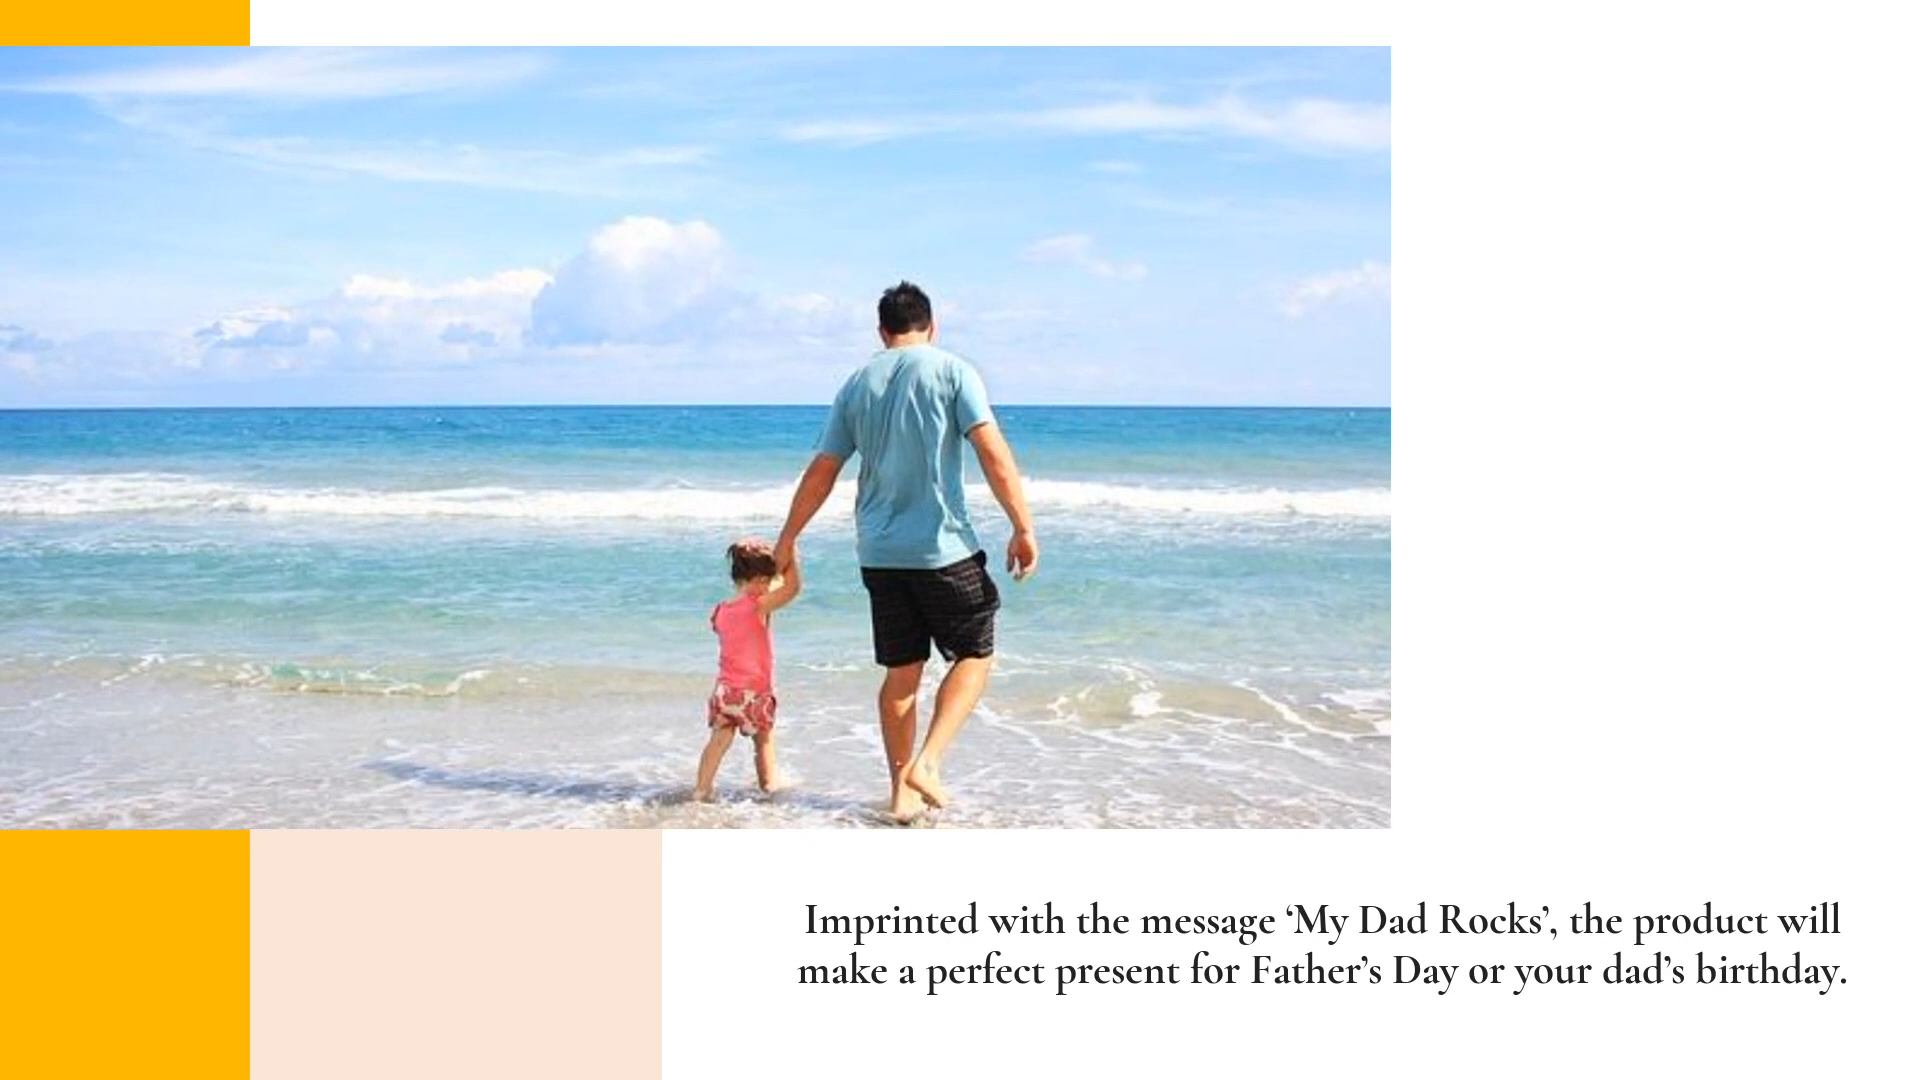 Imprinted with the message ‘My Dad Rocks’, the product will
make a perfect present for Father’s Day or your dad’s birthday.